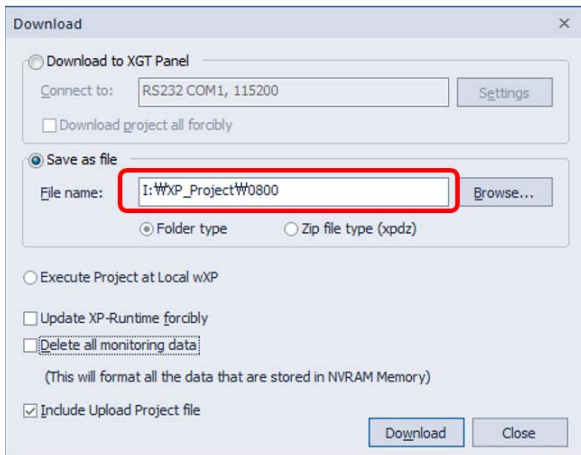 Download
Download to XGT Panel
Connect to: RS232 COM1, 115200 Settings
Download project all forcibly
Save as file
File name: I:₩XP_Project₩0800 Browse...
Folder type Zip file type (xpdz)
Execute Project at Local wXP
Update XP-Runtime forcibly
Delete all monitoring data
(This will format all the data that are stored in NVRAM Memory)
Include Upload Project file
Download Close